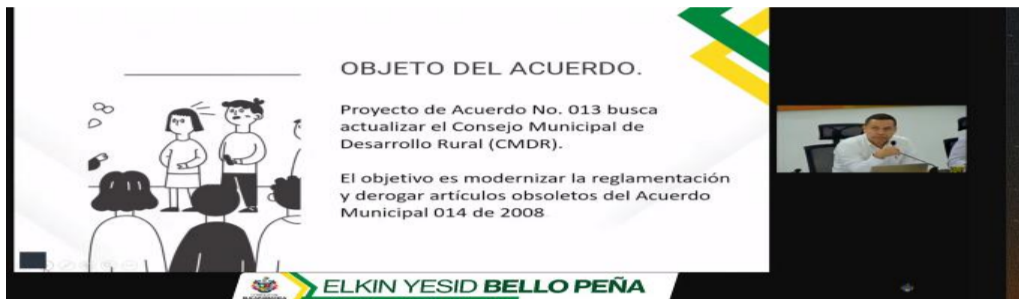 OBJETO DEL ACUERDO.
Proyecto de Acuerdo No. 013 busca
actualizar el Consejo Municipal de
Desarrollo Rural (CMDR).
El objetivo es modernizar la reglamentación
y derogar artículos obsoletos del Acuerdo
Municipal 014 de 2008
ELKIN YESID BELLO PEÑA